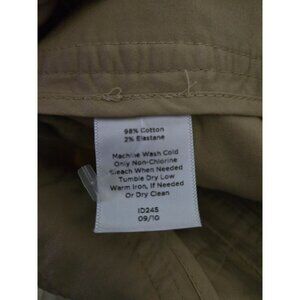 98% Cotton
2% Elastane
Machine Wash Cold
Only Non-Chlorine
Bleach When Needed
Tumble Dry Low
Warm Iron, If Needed
Or Dry Clean
ID245
09/10